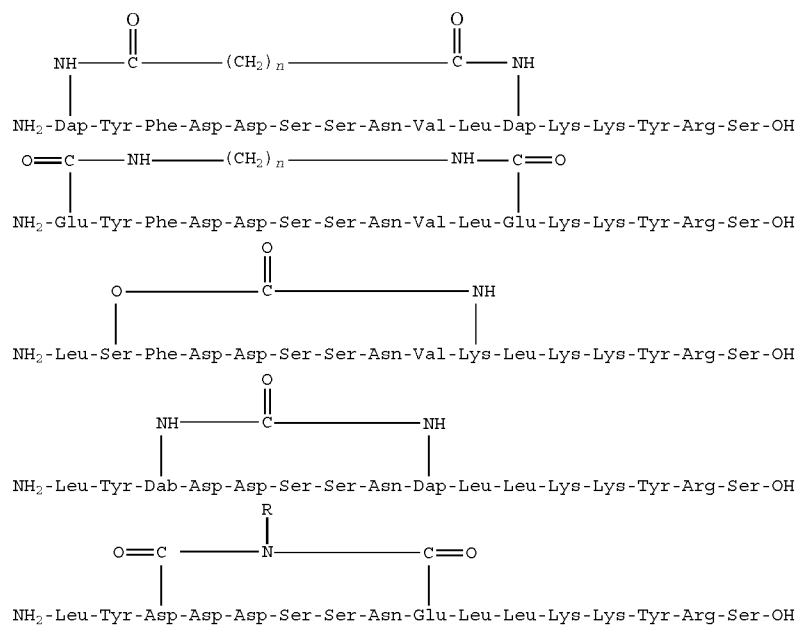 O O
NH C (CH₂)ₙ C NH
NH₂-Dap-Tyr-Phe-Asp-Asp-Ser-Ser-Asn-Val-Leu-Dap-Lys-Lys-Tyr-Arg-Ser-OH
O=C NH (CH₂)ₙ NH C=O
NH₂-Glu-Tyr-Phe-Asp-Asp-Ser-Ser-Asn-Val-Leu-Glu-Lys-Lys-Tyr-Arg-Ser-OH
O
O C NH
NH₂-Leu-Ser-Phe-Asp-Asp-Ser-Ser-Asn-Val-Lys-Leu-Lys-Lys-Tyr-Arg-Ser-OH
O
NH C NH
NH₂-Leu-Tyr-Dab-Asp-Asp-Ser-Ser-Asn-Dap-Leu-Leu-Lys-Lys-Tyr-Arg-Ser-OH
R
O=C N C=O
NH₂-Leu-Tyr-Asp-Asp-Asp-Ser-Ser-Asn-Glu-Leu-Leu-Lys-Lys-Tyr-Arg-Ser-OH